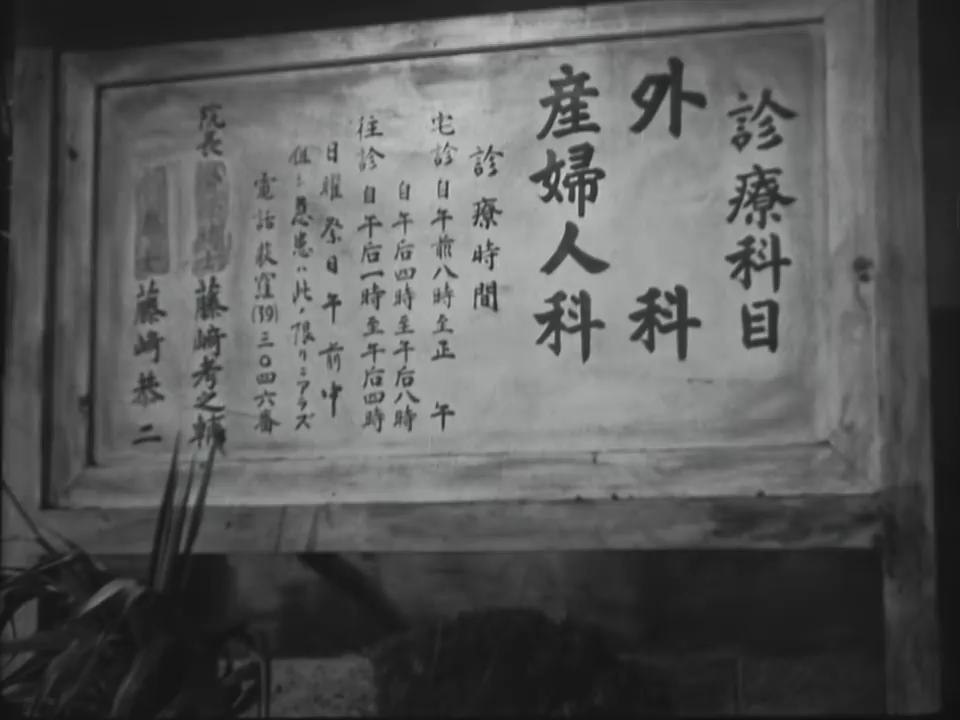 診療科目
外科
産婦人科
診療時間
宅診 自午前八時至正午
自午后四時至午后八時
往診 自午后一時至午后四時
日曜祭日午前中
但シ急患ハ此ノ限リニアラズ
電話荻窪(39)三〇四六番
院長 藤﨑考之輔
藤﨑恭二